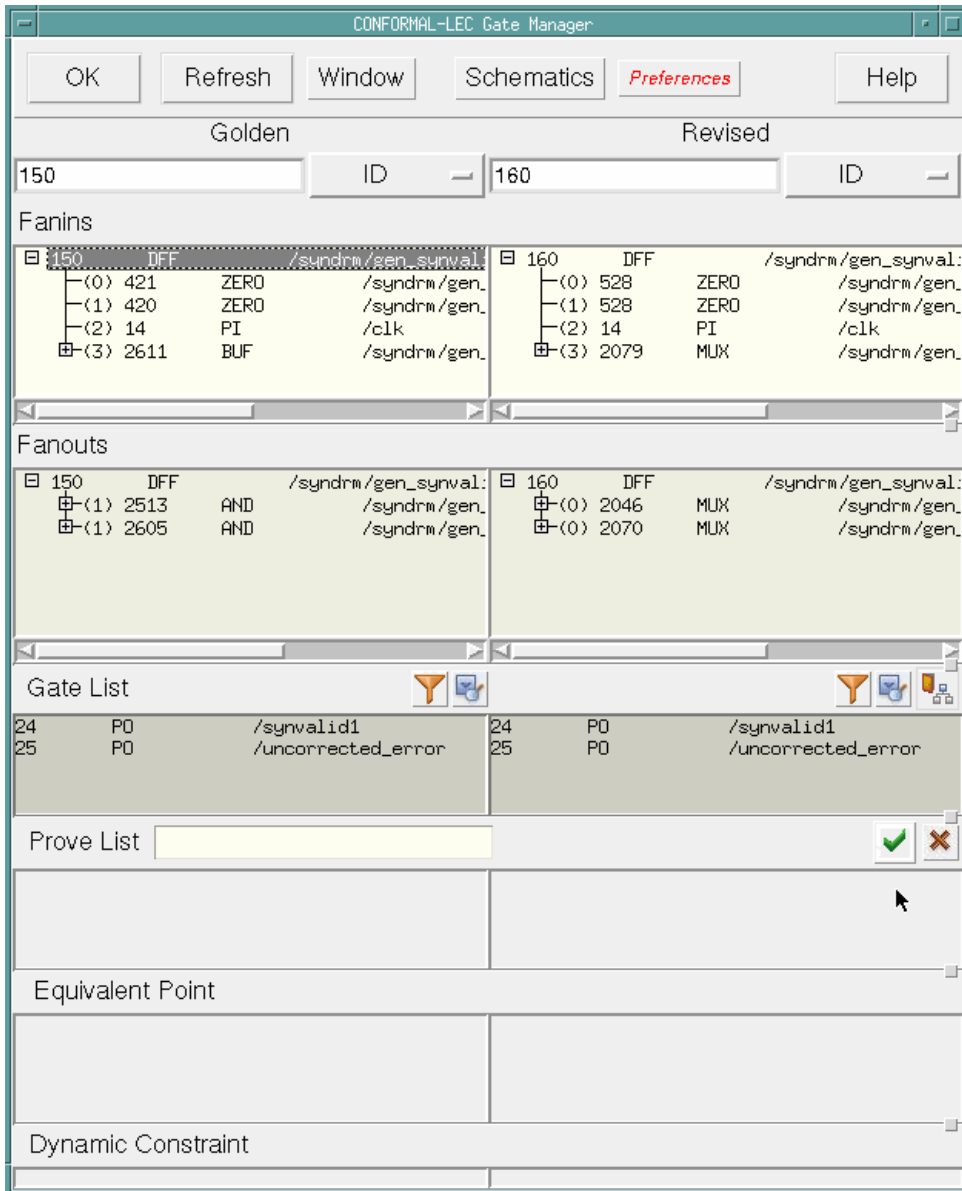 CONFORMAL-LEC Gate Manager
OK Refresh Window Schematics Preferences Help
Golden Revised
150 ID 160 ID
Fanins
150 DFF /syndrm/gen_synval: 160 DFF /syndrm/gen_synval:
(0) 421 ZERO /syndrm/gen_ (0) 528 ZERO /syndrm/gen_
(1) 420 ZERO /syndrm/gen_ (1) 528 ZERO /syndrm/gen_
(2) 14 PI /clk (2) 14 PI /clk
(3) 2611 BUF /syndrm/gen_ (3) 2079 MUX /syndrm/gen_
Fanouts
150 DFF /syndrm/gen_synvali 160 DFF /syndrm/gen_synval:
(1) 2513 AND /syndrm/gen_ (0) 2046 MUX /syndrm/gen_
(1) 2605 AND /syndrm/gen_ (0) 2070 MUX /syndrm/gen_
Gate List
24 PO /synvalid1 24 PO /synvalid1
25 PO /uncorrected_error 25 PO /uncorrected_error
Prove List
Equivalent Point
Dynamic Constraint